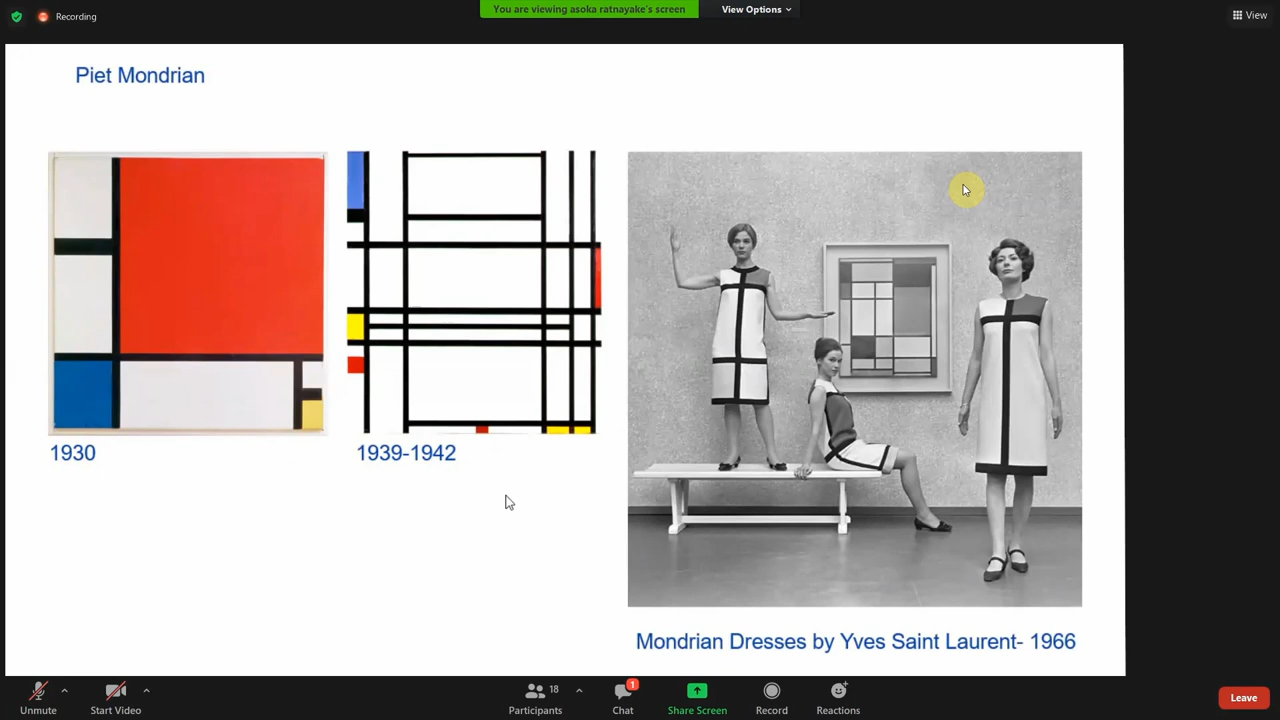 You are viewing asoka ratnayake's screen
View Options
Recording
View
Piet Mondrian
1930
1939-1942
Mondrian Dresses by Yves Saint Laurent- 1966
Unmute
Start Video
18
Participants
1
Chat
Share Screen
Record
Reactions
Leave